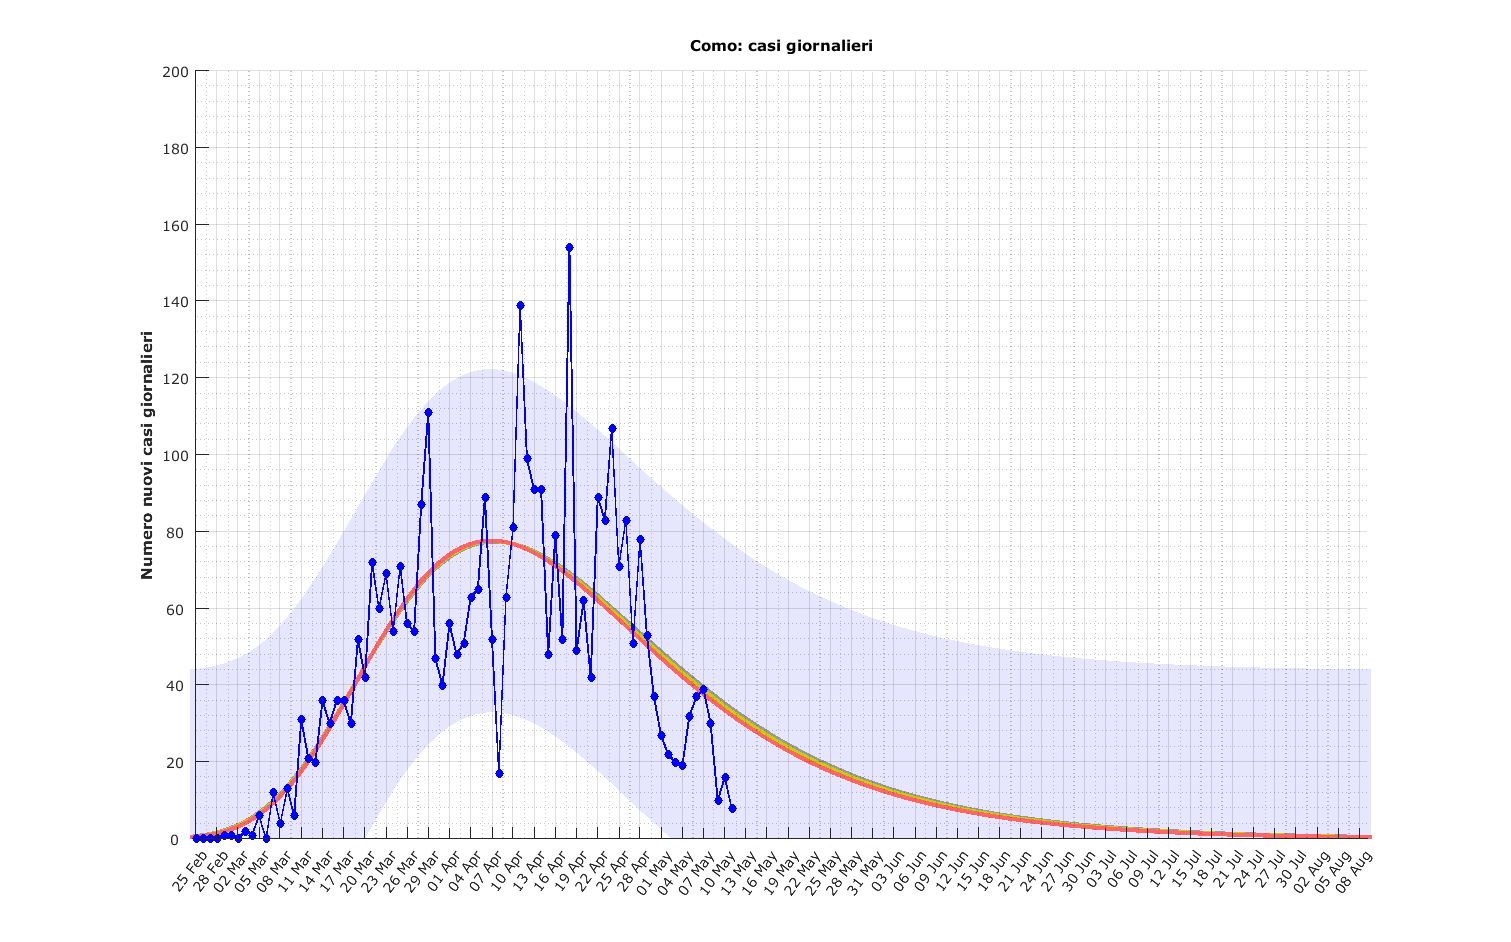 Como: casi giornalieri
Numero nuovi casi giornalieri
200
180
160
140
120
100
80
60
40
20
0
25 Feb
28 Feb
02 Mar
05 Mar
08 Mar
11 Mar
14 Mar
17 Mar
20 Mar
23 Mar
26 Mar
29 Mar
01 Apr
04 Apr
07 Apr
10 Apr
13 Apr
16 Apr
19 Apr
22 Apr
25 Apr
28 Apr
01 May
04 May
07 May
10 May
13 May
16 May
19 May
22 May
25 May
28 May
31 May
03 Jun
06 Jun
09 Jun
12 Jun
15 Jun
18 Jun
21 Jun
24 Jun
27 Jun
30 Jun
03 Jul
06 Jul
09 Jul
12 Jul
15 Jul
18 Jul
21 Jul
24 Jul
27 Jul
30 Jul
02 Aug
05 Aug
08 Aug